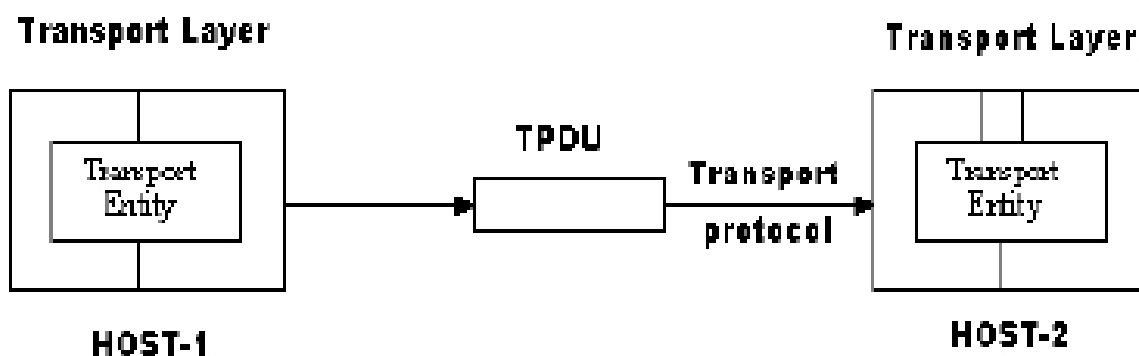 Transport Layer
Transport Layer
TPDU
Transport
Entity
Transport
protocol
Transport
Entity
HOST-1
HOST-2